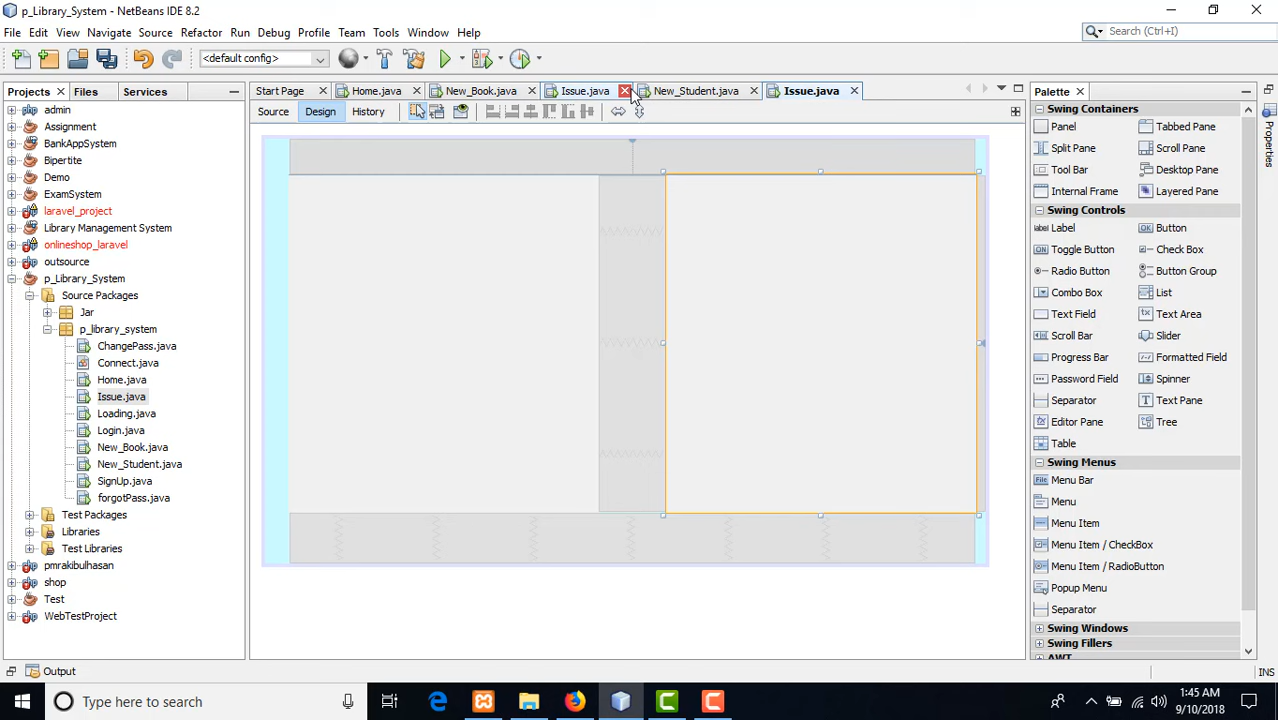 p_Library_System - NetBeans IDE 8.2
File Edit View Navigate Source Refactor Run Debug Profile Team Tools Window Help
Search (Ctrl+I)
<default config>
Projects Files Services
Start Page Home.java New_Book.java Issue.java New_Student.java Issue.java
Source Design History
admin
Assignment
BankAppSystem
Bipertite
Demo
ExamSystem
laravel_project
Library Management System
onlineshop_laravel
outsource
p_Library_System
Source Packages
Jar
p_library_system
ChangePass.java
Connect.java
Home.java
Issue.java
Loading.java
Login.java
New_Book.java
New_Student.java
SignUp.java
forgotPass.java
Test Packages
Libraries
Test Libraries
pmrakibulhasan
shop
Test
WebTestProject
Palette
Swing Containers
Panel Tabbed Pane
Split Pane Scroll Pane
Tool Bar Desktop Pane
Internal Frame Layered Pane
Swing Controls
label Label OK Button
ON Toggle Button Check Box
Radio Button Button Group
Combo Box List
Text Field Text Area
Scroll Bar Slider
Progress Bar Formatted Field
Password Field Spinner
Separator Text Pane
Editor Pane Tree
Table
Swing Menus
File Menu Bar
Menu
Menu Item
Menu Item / CheckBox
Menu Item / RadioButton
Popup Menu
Separator
Swing Windows
Swing Fillers
AWT
Properties
Output
INS
Type here to search
1:45 AM
9/10/2018